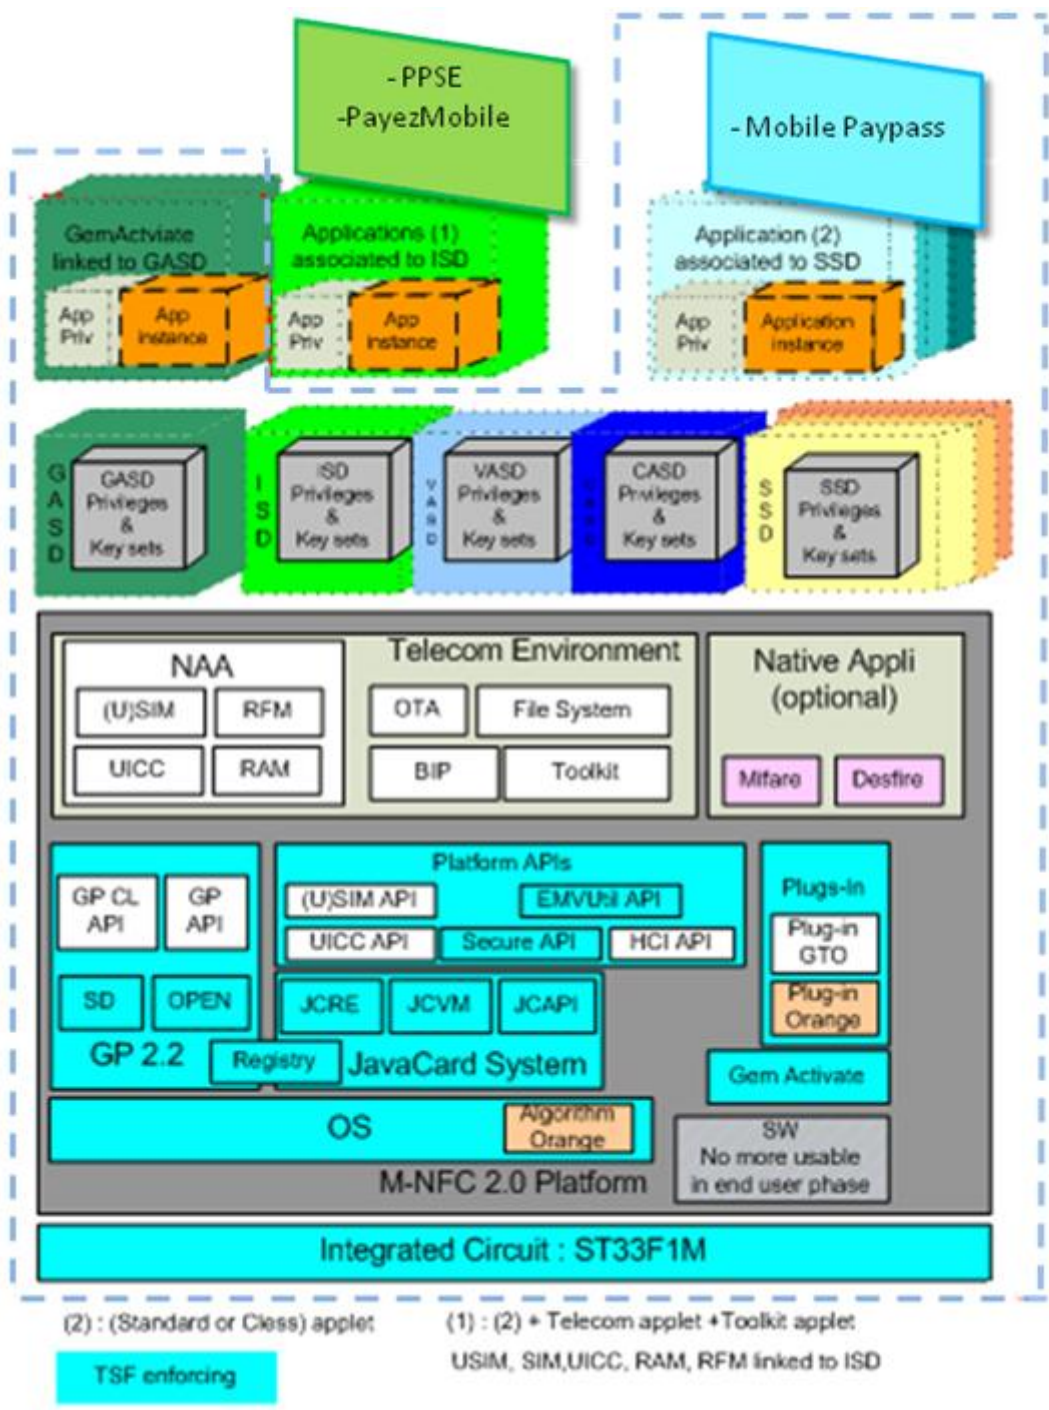 - PPSE
-PayezMobile
- Mobile Paypass
GemActviate
linked to GASD
Applications (1)
associated to ISD
Application (2)
associated to SSD
App
Priv
App
instance
App
Priv
App
instance
App
Priv
Application
instance
GASD
GASD
Privileges
&
Key sets
ISD
ISD
Privileges
&
Key sets
VASD
VASD
Privileges
&
Key sets
CASD
Privileges
&
Key sets
SSD
SSD
Privileges
&
Key sets
NAA
(U)SIM
RFM
UICC
RAM
Telecom Environment
OTA
File System
BIP
Toolkit
Native Appli
(optional)
Mifare
Desfire
GP CL
API
GP
API
SD
OPEN
GP 2.2
Registry
Platform APIs
(U)SIM API
EMVUtil API
UICC API
Secure API
HCI API
JCRE
JCVM
JCAPI
JavaCard System
Plugs-In
Plug-in
GTO
Plug-in
Orange
Gem Activate
OS
Algorithm
Orange
SW
No more usable
in end user phase
M-NFC 2.0 Platform
Integrated Circuit : ST33F1M
(2) : (Standard or Cless) applet
(1) : (2) + Telecom applet +Toolkit applet
USIM, SIM,UICC, RAM, RFM linked to ISD
TSF enforcing